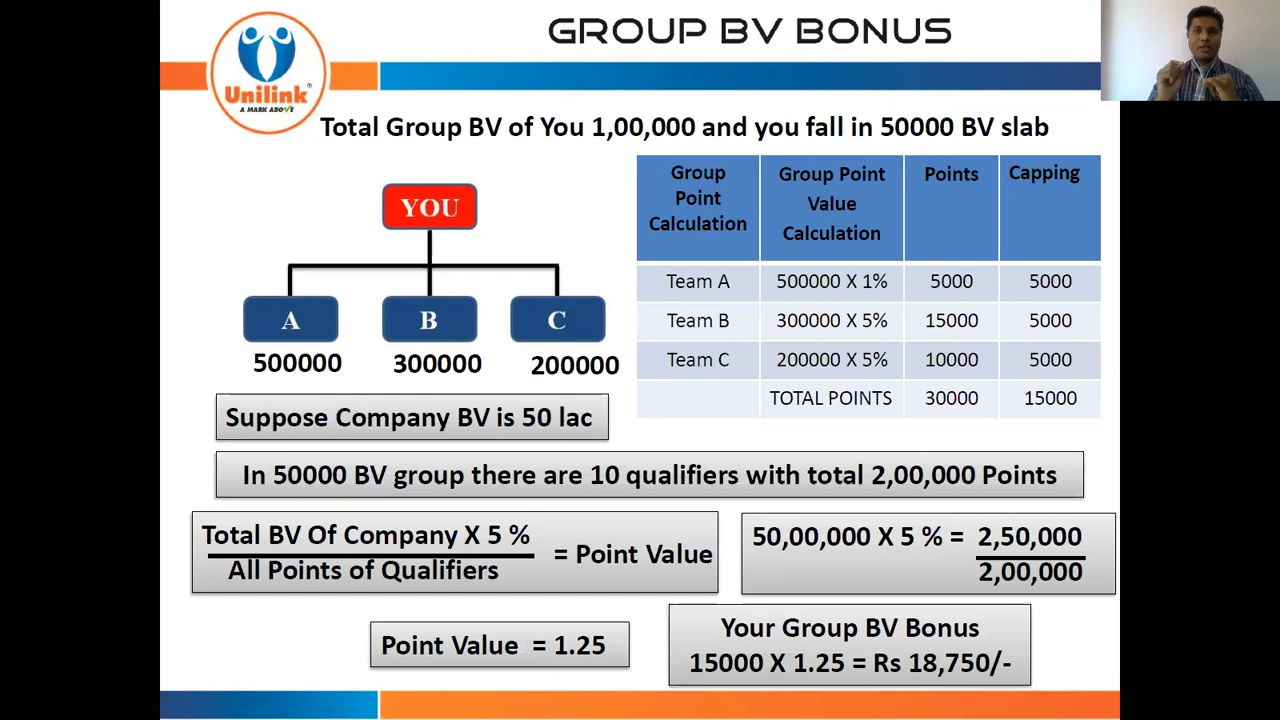 GROUP BV BONUS
Unilink
A MARK ABOVE
Total Group BV of You 1,00,000 and you fall in 50000 BV slab
YOU
A B C
500000 300000 200000
Group Point Calculation Group Point Value Calculation Points Capping
Team A 500000 X 1% 5000 5000
Team B 300000 X 5% 15000 5000
Team C 200000 X 5% 10000 5000
TOTAL POINTS 30000 15000
Suppose Company BV is 50 lac
In 50000 BV group there are 10 qualifiers with total 2,00,000 Points
Total BV Of Company X 5 %
All Points of Qualifiers
= Point Value
50,00,000 X 5 % = 2,50,000
2,00,000
Point Value = 1.25
Your Group BV Bonus
15000 X 1.25 = Rs 18,750/-